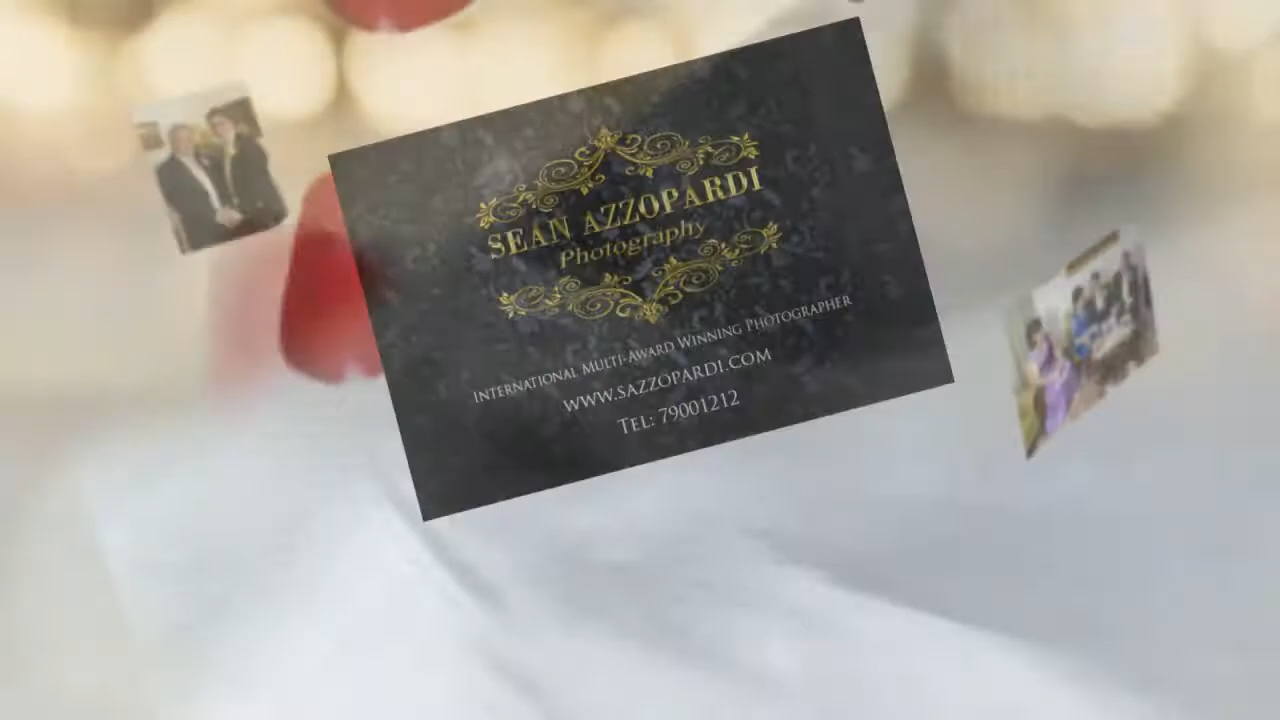 SEAN AZZOPARDI
Photography
INTERNATIONAL MULTI-AWARD WINNING PHOTOGRAPHER
WWW.SAZZOPARDI.COM
TEL: 79001212